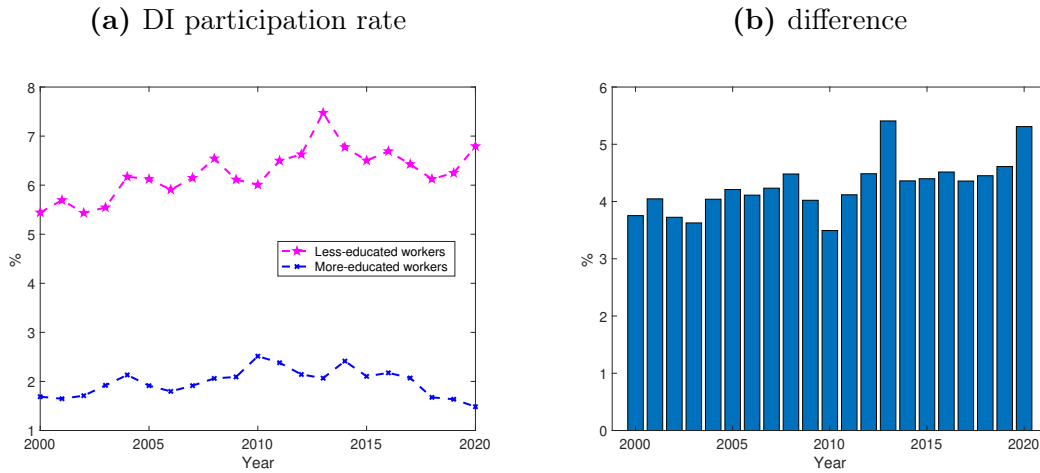 (a) DI participation rate
8
7
6
5
4
3
2
1
%
2000 2005 2010 2015 2020
Year
Less-educated workers
More-educated workers
(b) difference
6
5
4
3
2
1
0
%
2000 2005 2010 2015 2020
Year